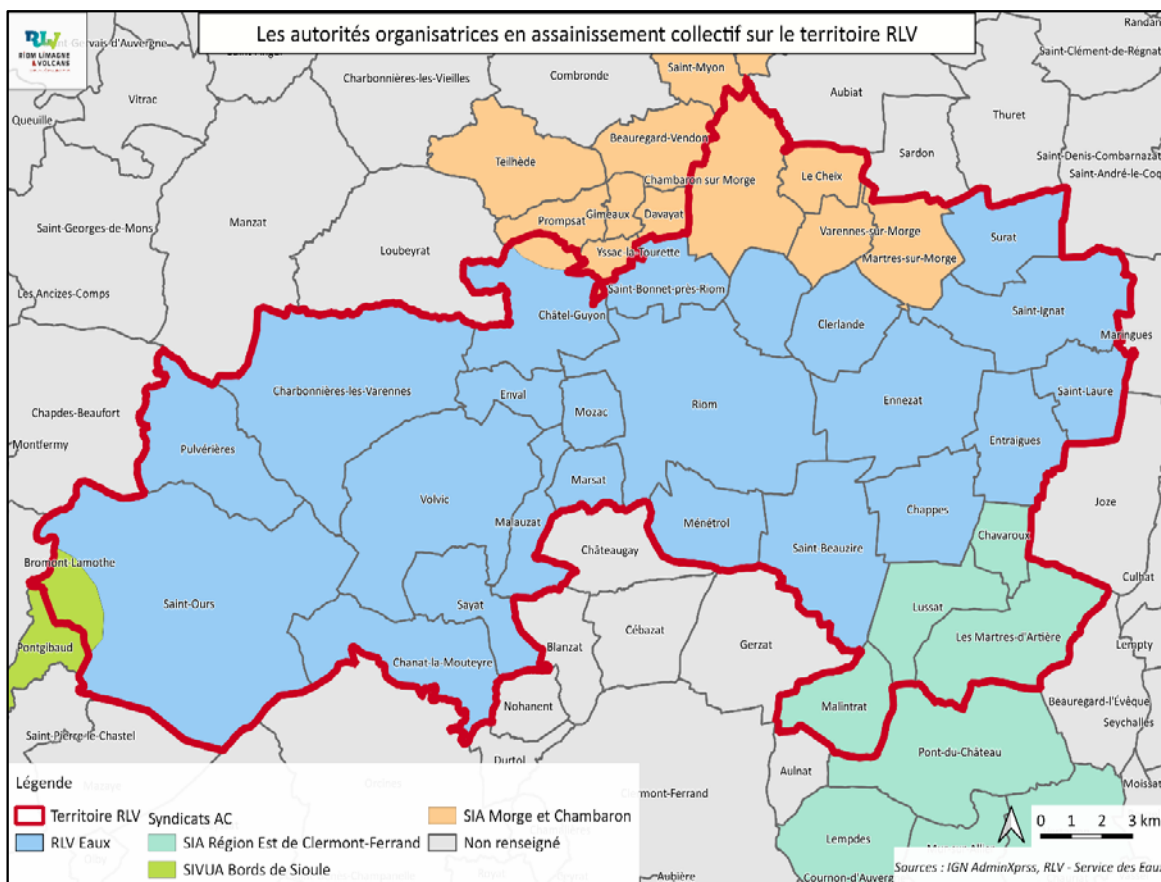 Les autorités organisatrices en assainissement collectif sur le territoire RLV
RLV
RIOM LIMAGNE
& VOLCANS
Gervais d'Auvergne
Randan
Saint-Myon
Saint-Clément-de-Régnat
Charbonnières-les-Vieilles
Combronde
Aubiat
Vitrac
Queuille
Thuret
Beauregard-Vendon
Teilhède
Sardon
Saint-Denis-Combarnazat
Saint-André-le-Coq
Le Cheix
Chambaron sur Morge
Gimeaux
Davayat
Prompsat
Manzat
Saint-Georges-de-Mons
Varennes-sur-Morge
Surat
Loubeyrat
Yssac-la-Tourette
Martres-sur-Morge
Les Ancizes-Comps
Saint-Bonnet-près-Riom
Châtel-Guyon
Saint-Ignat
Clerlande
Maringues
Charbonnières-les-Varennes
Enval
Saint-Laure
Chapdes-Beaufort
Mozac
Riom
Ennezat
Montfermy
Pulvérières
Entraigues
Marsat
Volvic
Chappes
Joze
Malauzat
Ménétrol
Chavaroux
Châteaugay
Saint-Beauzire
Bromont-Lamothe
Culhat
Saint-Ours
Sayat
Lussat
Cébazat
Les Martres-d'Artière
Lempty
Pontgibaud
Blanzat
Gerzat
Chanat-la-Mouteyre
Beauregard-l'Évêque
Nohanent
Malintrat
Seychalles
Saint-Pierre-le-Chastel
Pont-du-Château
Durtol
Aulnat
Moissat
Clermont-Ferrand
Lempdes
Cournon-d'Auverg
Aubière
Légende
Territoire RLV
RLV Eaux
Syndicats AC
SIA Région Est de Clermont-Ferrand
SIVUA Bords de Sioule
SIA Morge et Chambaron
Non renseigné
0 1 2 3 km
Sources : IGN AdminXprss, RLV - Service des Eaux